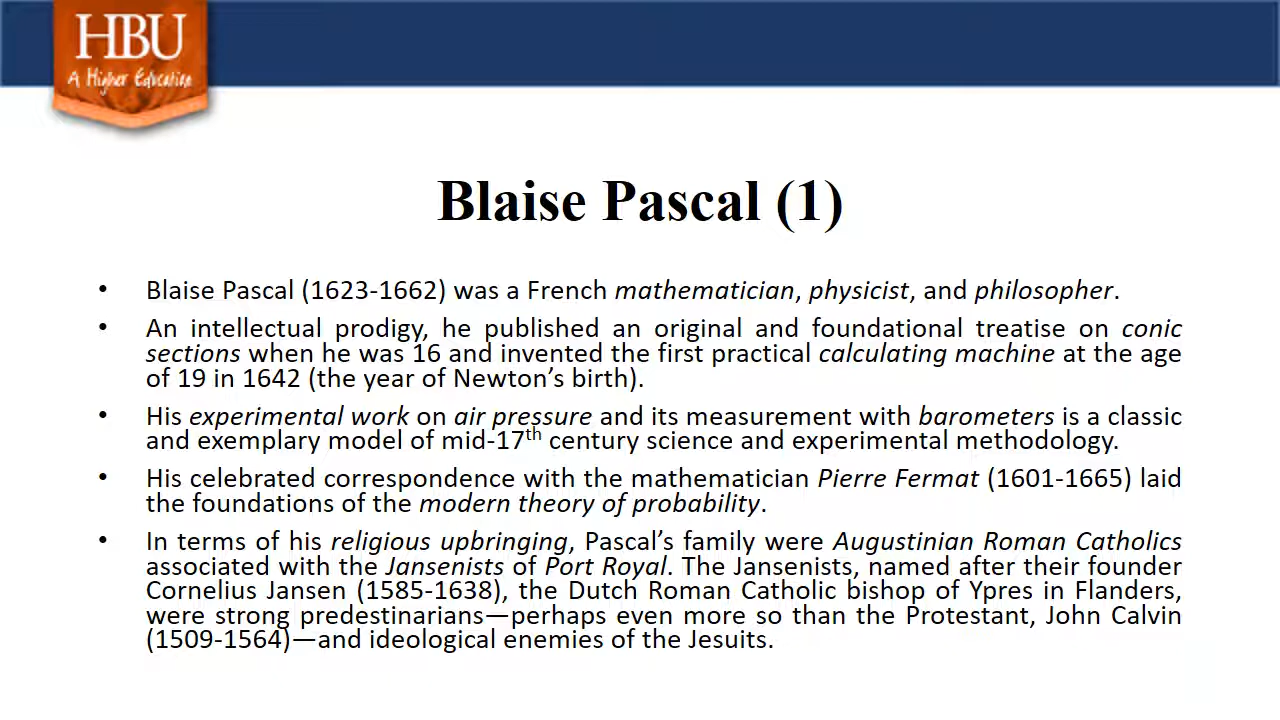 HBU
A Higher Education
Blaise Pascal (1)
• Blaise Pascal (1623-1662) was a French mathematician, physicist, and philosopher.
• An intellectual prodigy, he published an original and foundational treatise on conic
sections when he was 16 and invented the first practical calculating machine at the age
of 19 in 1642 (the year of Newton’s birth).
• His experimental work on air pressure and its measurement with barometers is a classic
and exemplary model of mid-17th century science and experimental methodology.
• His celebrated correspondence with the mathematician Pierre Fermat (1601-1665) laid
the foundations of the modern theory of probability.
• In terms of his religious upbringing, Pascal’s family were Augustinian Roman Catholics
associated with the Jansenists of Port Royal. The Jansenists, named after their founder
Cornelius Jansen (1585-1638), the Dutch Roman Catholic bishop of Ypres in Flanders,
were strong predestinarians—perhaps even more so than the Protestant, John Calvin
(1509-1564)—and ideological enemies of the Jesuits.